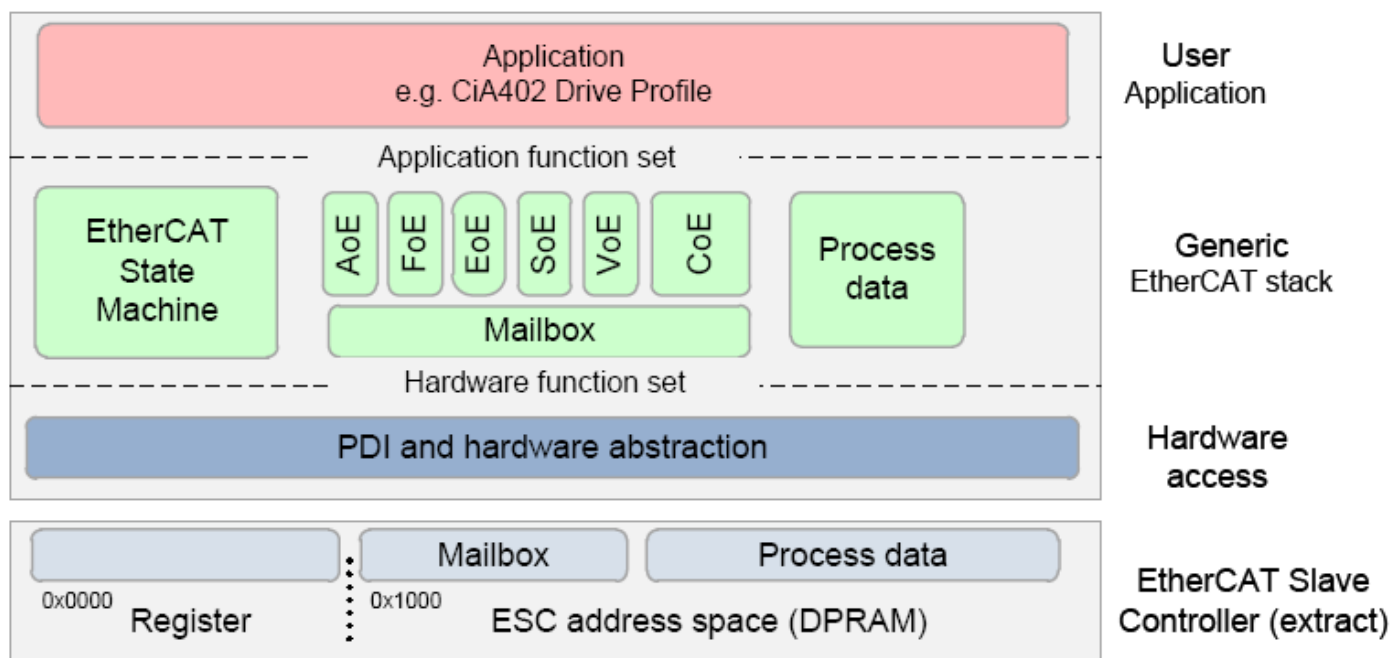 Application
e.g. CiA402 Drive Profile
User
Application
Application function set
EtherCAT
State
Machine
AoE
FoE
EoE
SoE
VoE
CoE
Mailbox
Process
data
Generic
EtherCAT stack
Hardware function set
PDI and hardware abstraction
Hardware
access
Mailbox
Process data
0x0000
Register
0x1000
ESC address space (DPRAM)
EtherCAT Slave
Controller (extract)